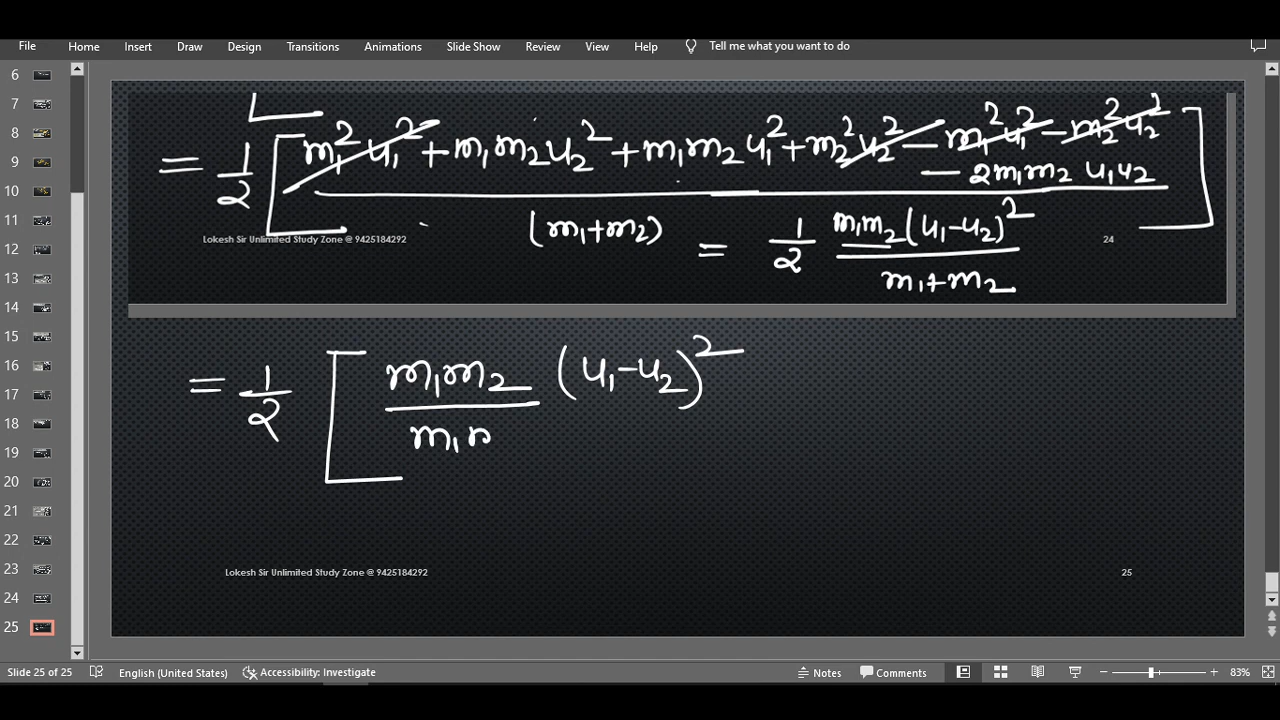 File Home Insert Draw Design Transitions Animations Slide Show Review View Help Tell me what you want to do
6
7
8
9
10
11
12
13
14
15
16
17
18
19
20
21
22
23
24
25
= 1/2 [m₁²u₁² + m₁m₂u₂² + m₁m₂u₁² + m₂²u₂² − m₁²u₁² − m₂²u₂²
− 2m₁m₂ u₁u₂]
(m₁+m₂) = 1/2 m₁m₂(u₁−u₂)²
m₁+m₂
Lokesh Sir Unlimited Study Zone @ 9425184292
24
= 1/2 [ m₁m₂ (u₁−u₂)²
m₁n
Lokesh Sir Unlimited Study Zone @ 9425184292
25
Slide 25 of 25 English (United States) Accessibility: Investigate Notes Comments 83%